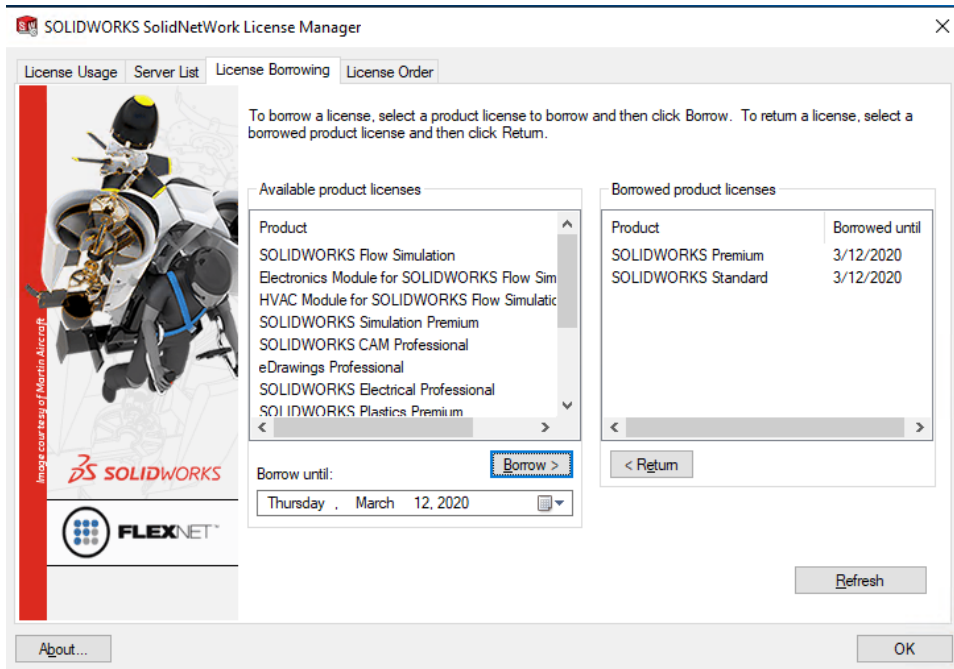 SOLIDWORKS SolidNetWork License Manager
License Usage Server List License Borrowing License Order
To borrow a license, select a product license to borrow and then click Borrow. To return a license, select a
borrowed product license and then click Return.
Available product licenses
Product
SOLIDWORKS Flow Simulation
Electronics Module for SOLIDWORKS Flow Sim
HVAC Module for SOLIDWORKS Flow Simulatic
SOLIDWORKS Simulation Premium
SOLIDWORKS CAM Professional
eDrawings Professional
SOLIDWORKS Electrical Professional
SOLIDWORKS Plastics Premium
Borrow until:
Borrow >
Thursday , March 12, 2020
Borrowed product licenses
Product Borrowed until
SOLIDWORKS Premium 3/12/2020
SOLIDWORKS Standard 3/12/2020
< Return
Refresh
Image courtesy of Martin Aircraft
SOLIDWORKS
FLEXNET™
About...
OK